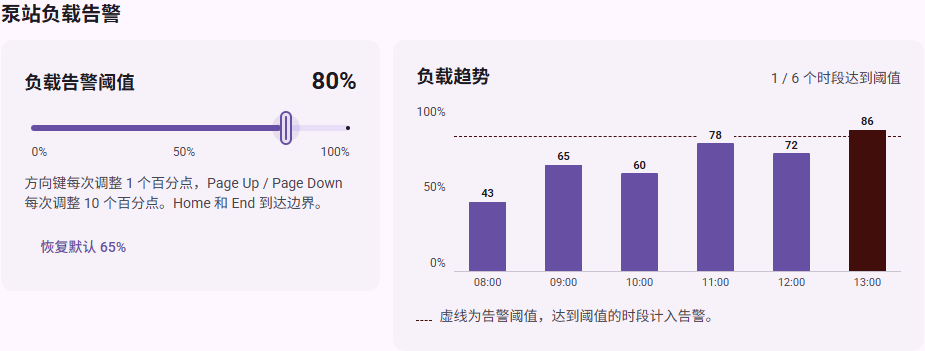 泵站负载告警
负载告警阈值 80%
0% 50% 100%
方向键每次调整 1 个百分点，Page Up / Page Down
每次调整 10 个百分点。Home 和 End 到达边界。
恢复默认 65%
负载趋势 1 / 6 个时段达到阈值
100%
50%
0%
43 65 60 78 72 86
08:00 09:00 10:00 11:00 12:00 13:00
虚线为告警阈值，达到阈值的时段计入告警。